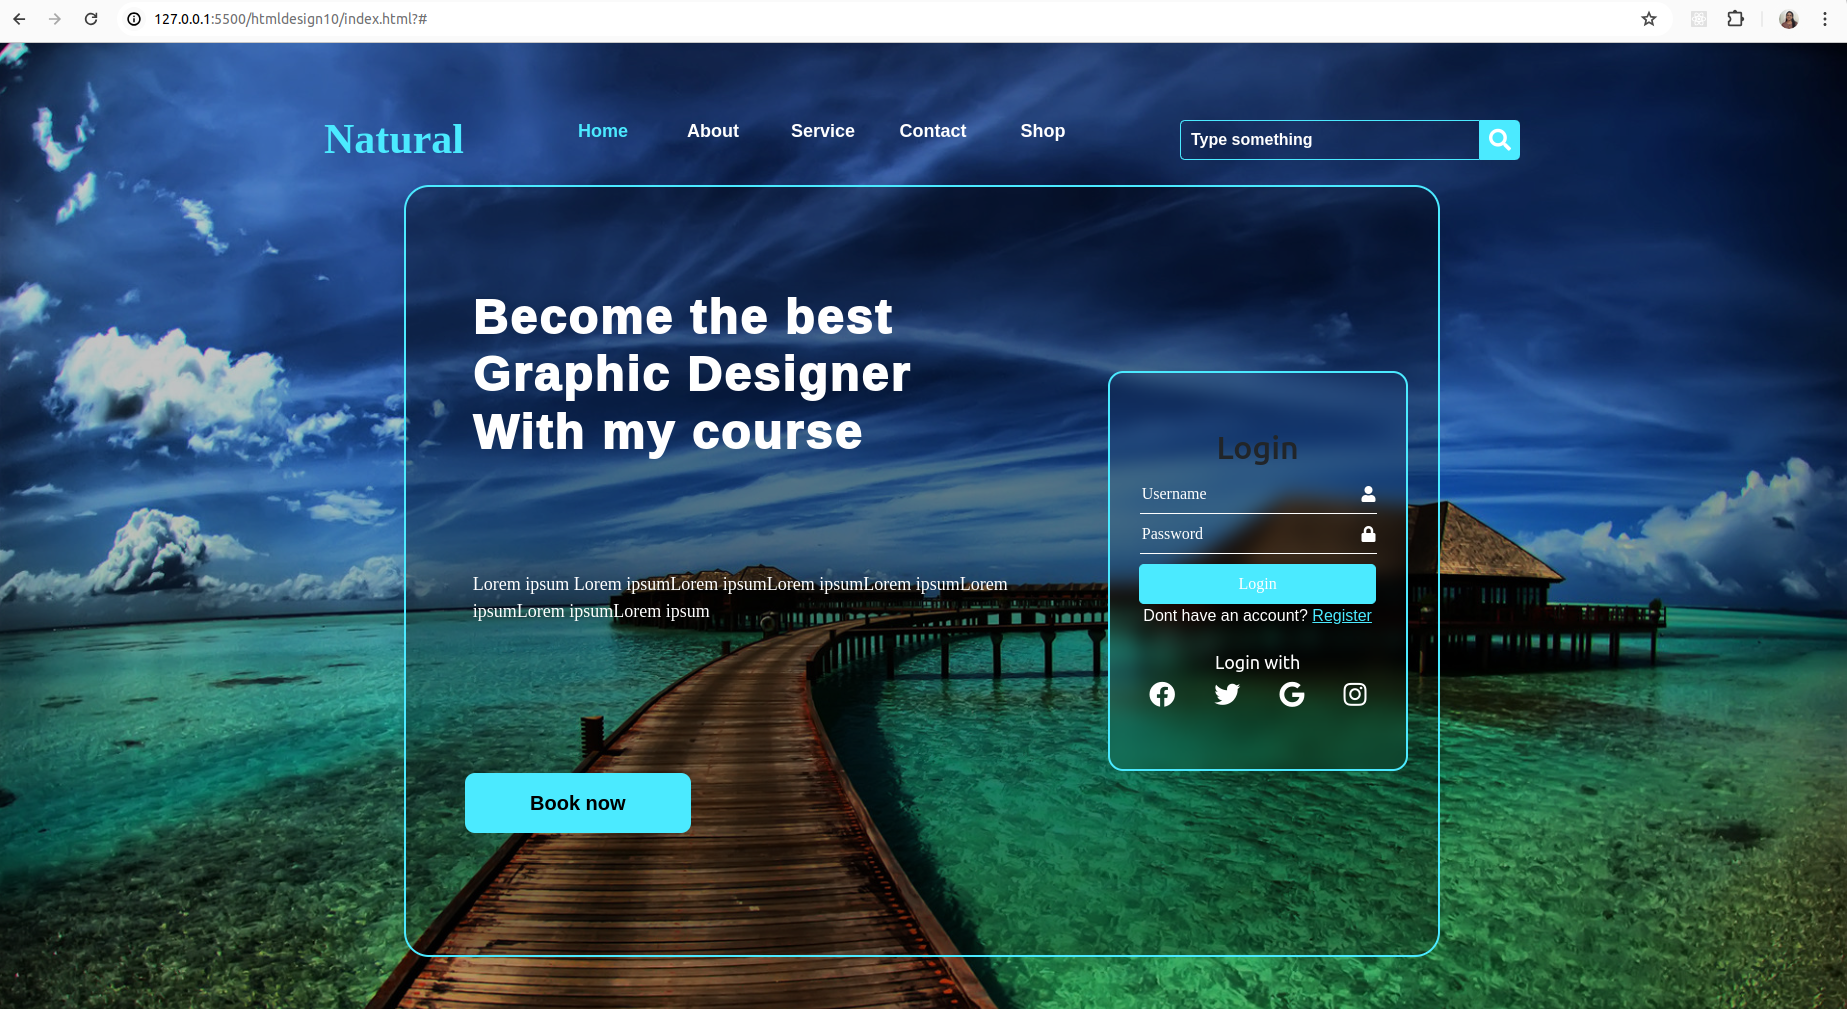 127.0.0.1:5500/htmldesign10/index.html?#
Natural
Home About Service Contact Shop
Type something
Become the best
Graphic Designer
With my course
Lorem ipsum Lorem ipsumLorem ipsumLorem ipsumLorem ipsumLorem
ipsumLorem ipsumLorem ipsum
Book now
Login
Username
Password
Login
Dont have an account? Register
Login with